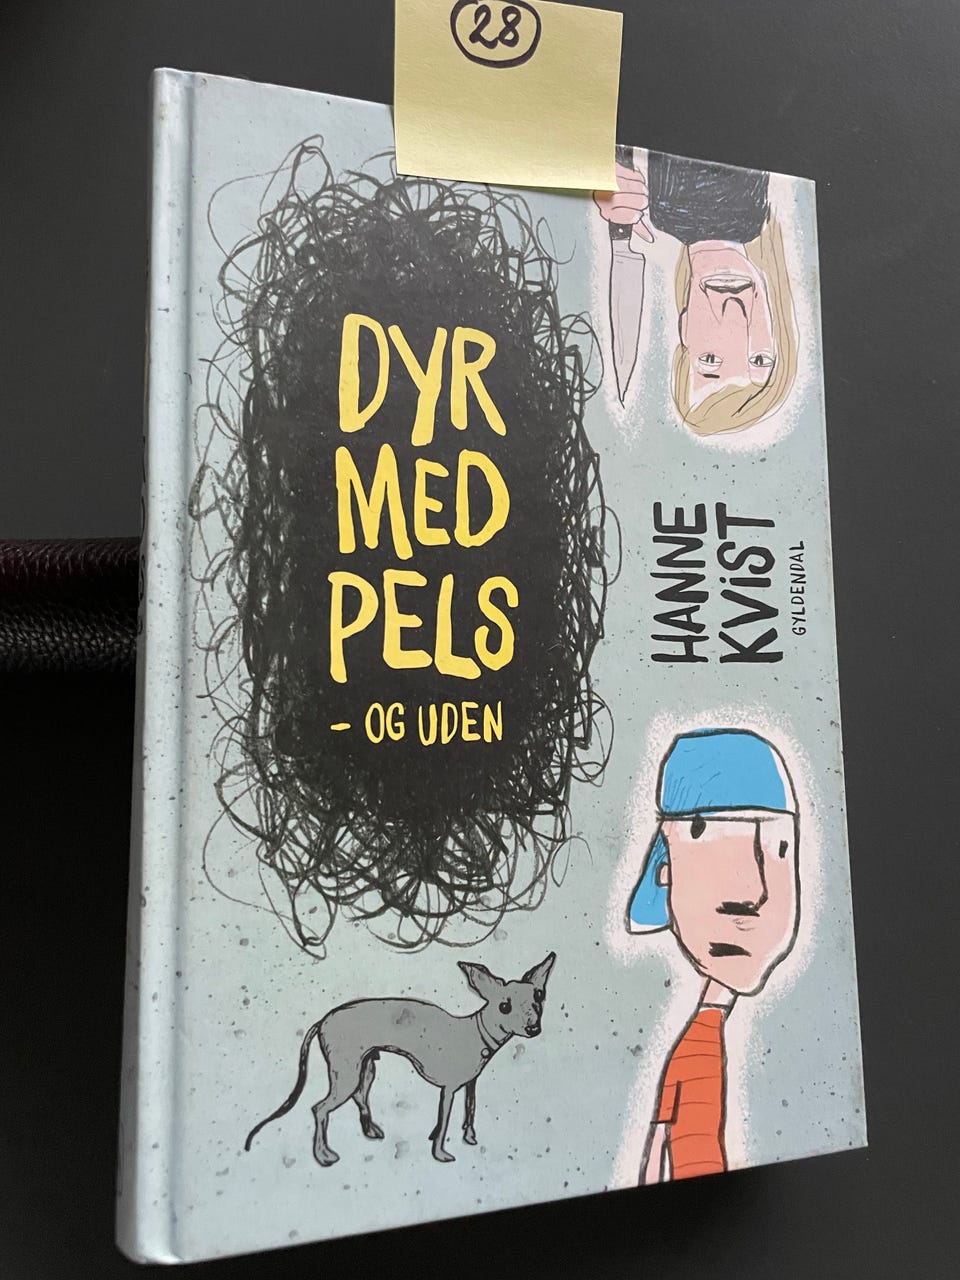 28
DYR
MED
PELS
- OG UDEN
HANNE
KViST
GYLDENDAL